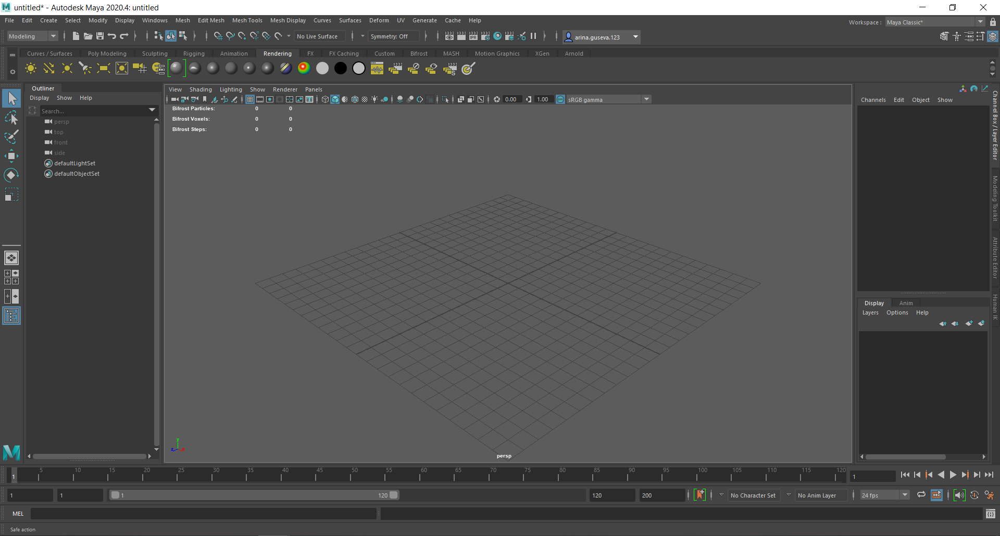 untitled* - Autodesk Maya 2020.4: untitled
File Edit Create Select Modify Display Windows Mesh Edit Mesh Mesh Tools Mesh Display Curves Surfaces Deform UV Generate Cache Help
Workspace : Maya Classic*
Modeling No Live Surface Symmetry: Off IPR arina.guseva.123
Curves / Surfaces Poly Modeling Sculpting Rigging Animation Rendering FX FX Caching Custom Bifrost MASH Motion Graphics XGen Arnold
S
Outliner
Display Show Help
Search...
persp
top
front
side
defaultLightSet
defaultObjectSet
View Shading Lighting Show Renderer Panels
0.00 1.00 ON sRGB gamma
Bifrost Particles: 0 0
Bifrost Voxels: 0 0
Bifrost Steps: 0 0
y
z x
persp
Channels Edit Object Show
Channel Box / Layer Editor
Modeling Toolkit
Attribute Editor
Human IK
Display Anim
Layers Options Help
1 5 10 15 20 25 30 35 40 45 50 55 60 65 70 75 80 85 90 95 100 105 110 115 120 1
1 1 1 120 120 200 No Character Set No Anim Layer 24 fps
MEL
Safe action